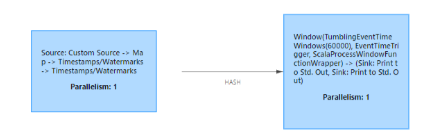 Source: Custom Source -> Ma
p -> Timestamps/Watermarks
-> Timestamps/Watermarks
Parallelism: 1
HASH
Window(TumblingEventTime
Windows(60000), EventTimeTri
gger, ScalaProcessWindowFun
ctionWrapper) -> (Sink: Print t
o Std. Out, Sink: Print to Std. O
ut)
Parallelism: 1